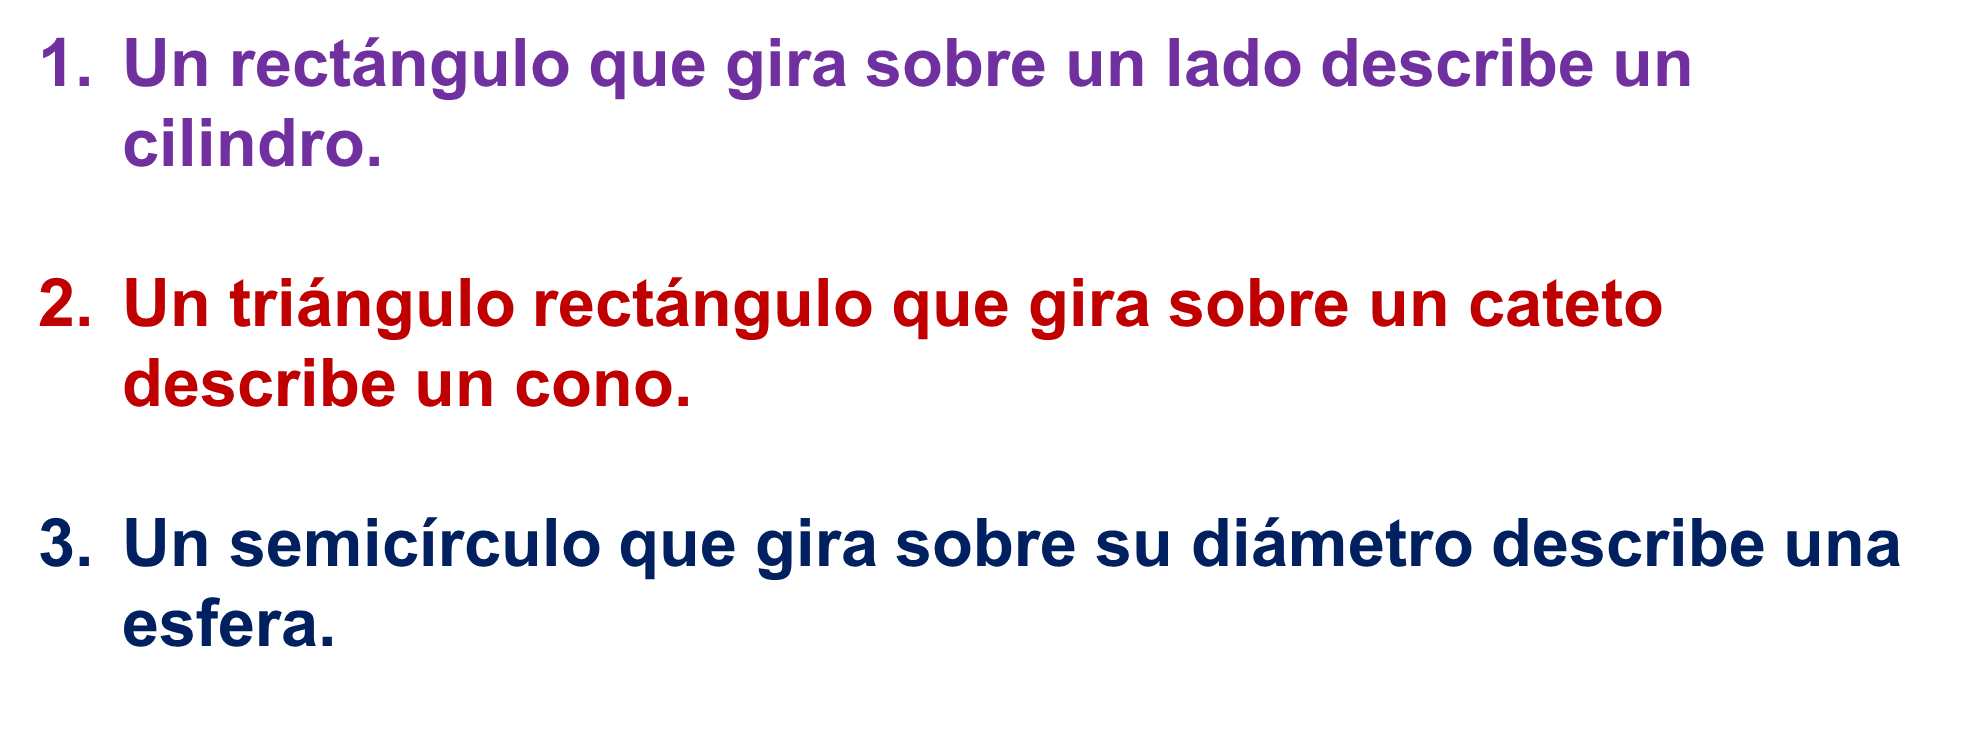 1. Un rectángulo que gira sobre un lado describe un
cilindro.
2. Un triángulo rectángulo que gira sobre un cateto
describe un cono.
3. Un semicírculo que gira sobre su diámetro describe una
esfera.